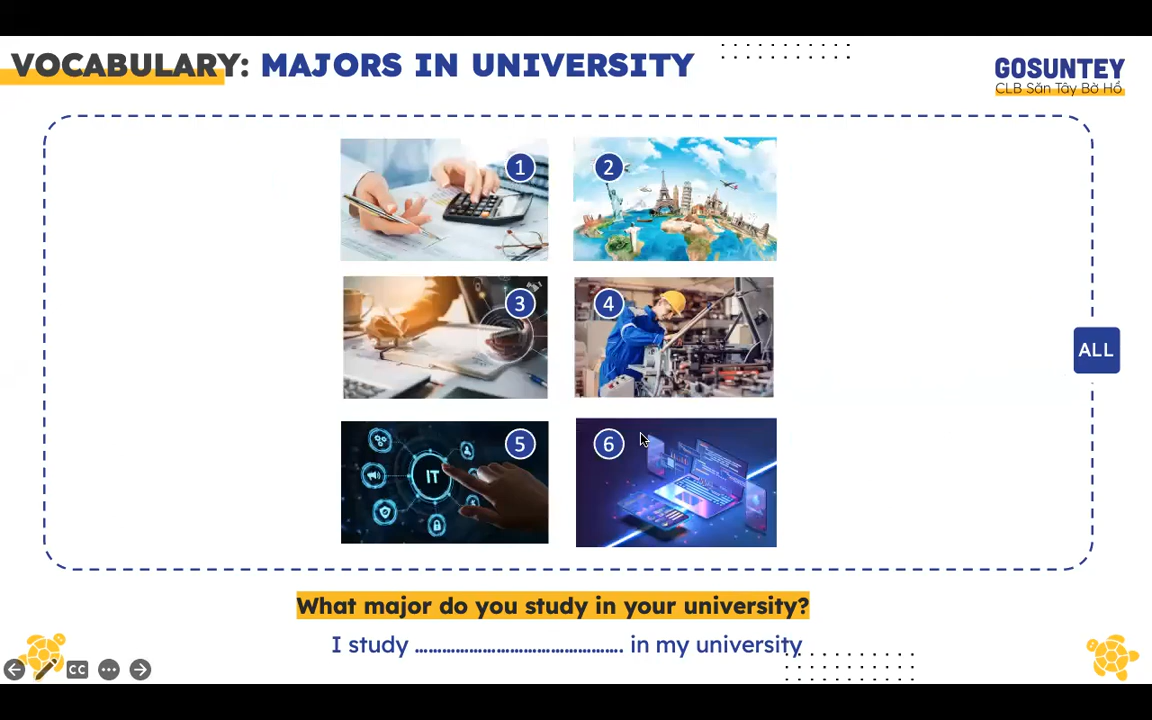 VOCABULARY: MAJORS IN UNIVERSITY
GOSUNTEY
CLB Săn Tây Bờ Hồ
1
2
3
4
ALL
5
IT
6
What major do you study in your university?
I study ............................................. in my university
CC